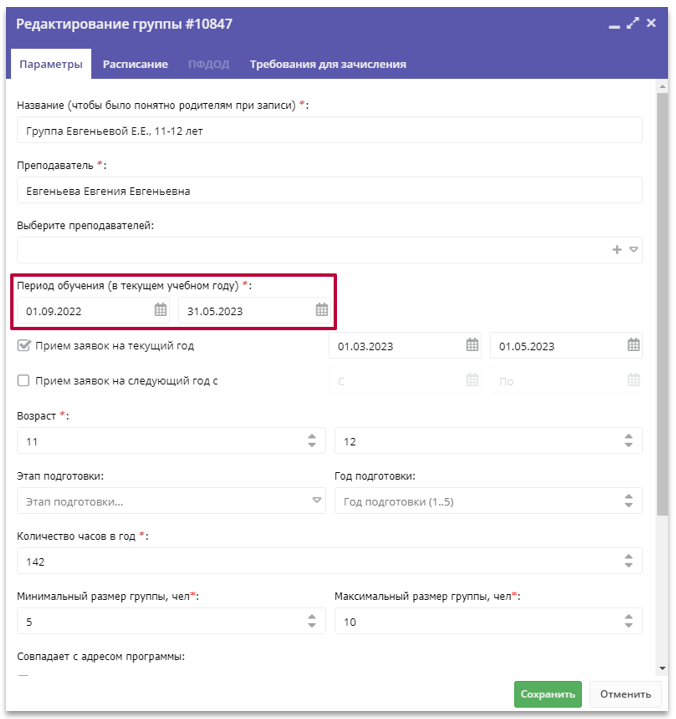 Редактирование группы #10847
Параметры Расписание ПФДОД Требования для зачисления
Название (чтобы было понятно родителям при записи) *:
Группа Евгеньевой Е.Е., 11-12 лет
Преподаватель *:
Евгеньева Евгения Евгеньевна
Выберите преподавателей:
Период обучения (в текущем учебном году) *:
01.09.2022 31.05.2023
Прием заявок на текущий год 01.03.2023 01.05.2023
Прием заявок на следующий год с С По
Возраст *:
11 12
Этап подготовки: Год подготовки:
Этап подготовки... Год подготовки (1..5)
Количество часов в год *:
142
Минимальный размер группы, чел*: Максимальный размер группы, чел*:
5 10
Совпадает с адресом программы:
Сохранить Отменить